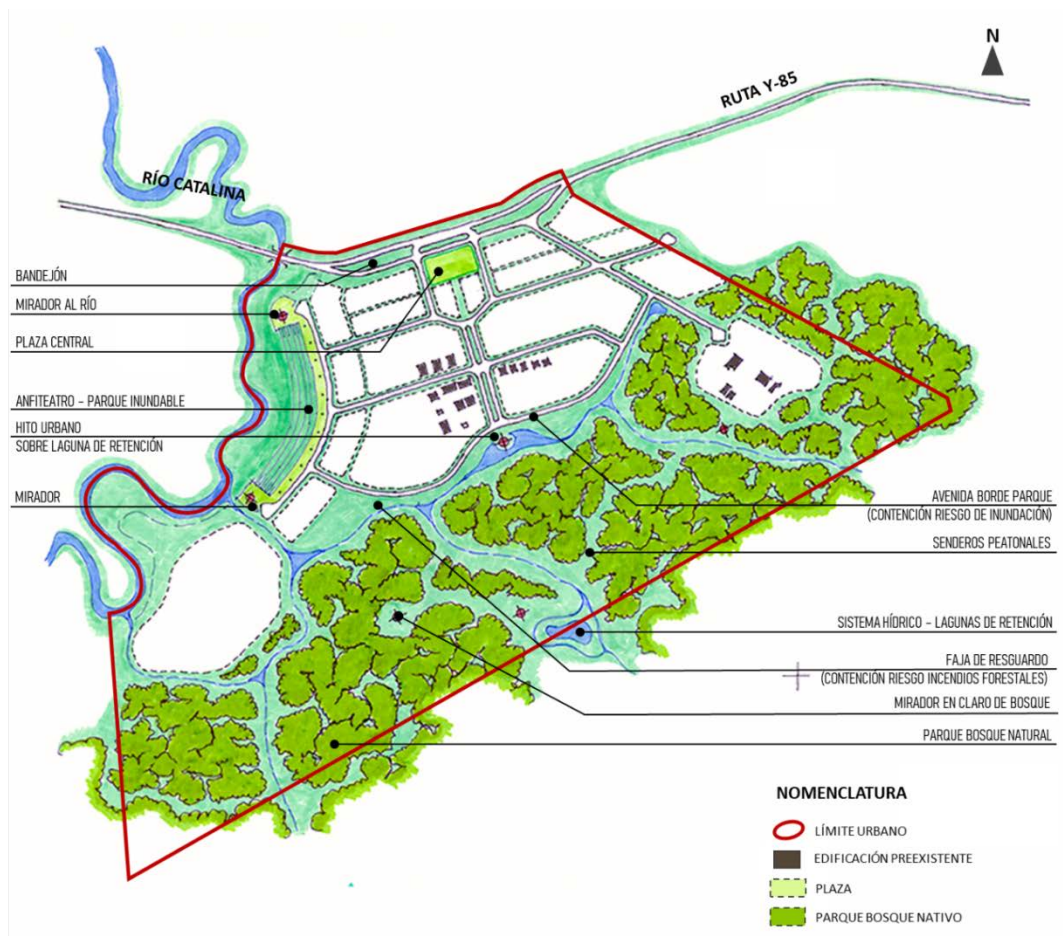 N
RUTA Y-85
RÍO CATALINA
BANDEJÓN
MIRADOR AL RÍO
PLAZA CENTRAL
ANFITEATRO – PARQUE INUNDABLE
HITO URBANO
SOBRE LAGUNA DE RETENCIÓN
MIRADOR
AVENIDA BORDE PARQUE
(CONTENCIÓN RIESGO DE INUNDACIÓN)
SENDEROS PEATONALES
SISTEMA HÍDRICO – LAGUNAS DE RETENCIÓN
FAJA DE RESGUARDO
(CONTENCIÓN RIESGO INCENDIOS FORESTALES)
MIRADOR EN CLARO DE BOSQUE
PARQUE BOSQUE NATURAL
NOMENCLATURA
LÍMITE URBANO
EDIFICACIÓN PREEXISTENTE
PLAZA
PARQUE BOSQUE NATIVO